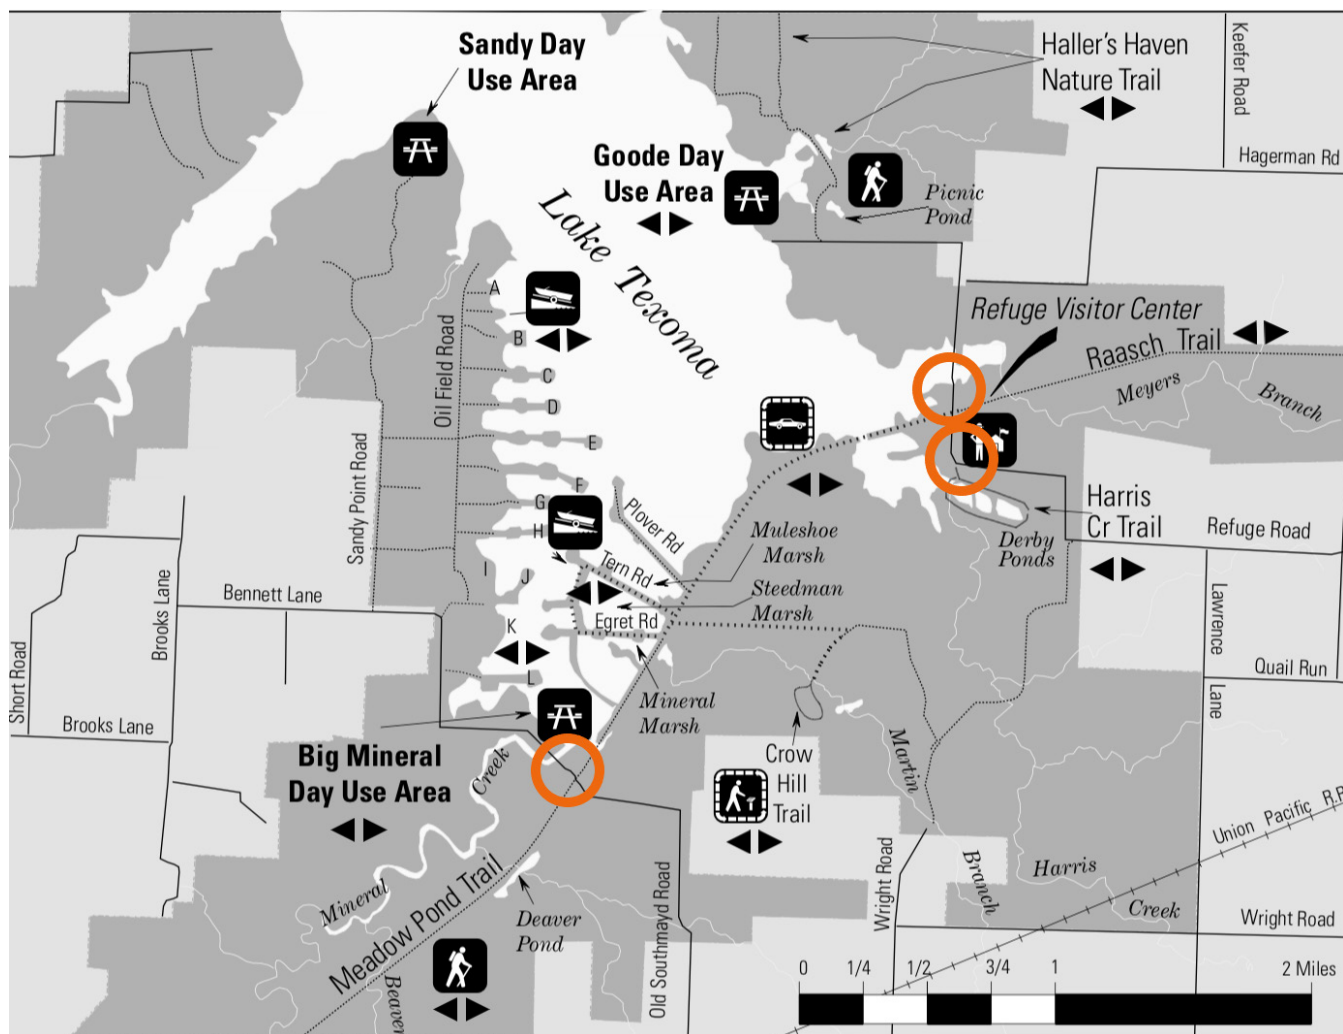 Sandy Day
Use Area
Haller's Haven
Nature Trail
Keefer Road
Hagerman Rd
Goode Day
Use Area
Picnic
Pond
Lake Texoma
Refuge Visitor Center
Raasch Trail
Meyers
Branch
A
B
C
D
E
F
G
H
I
J
K
L
Oil Field Road
Sandy Point Road
Plover Rd
Muleshoe
Marsh
Tern Rd
Steedman
Marsh
Egret Rd
Mineral
Marsh
Harris
Cr Trail
Derby
Ponds
Refuge Road
Lawrence
Lane
Quail Run
Bennett Lane
Brooks Lane
Short Road
Brooks Lane
Big Mineral
Day Use Area
Mineral
Creek
Crow
Hill
Trail
Martin
Branch
Union Pacific R.R
Harris
Creek
Wright Road
Wright Road
Meadow Pond Trail
Deaver
Pond
Old Southmayd Road
Beaver
0 1/4 1/2 3/4 1 2 Miles